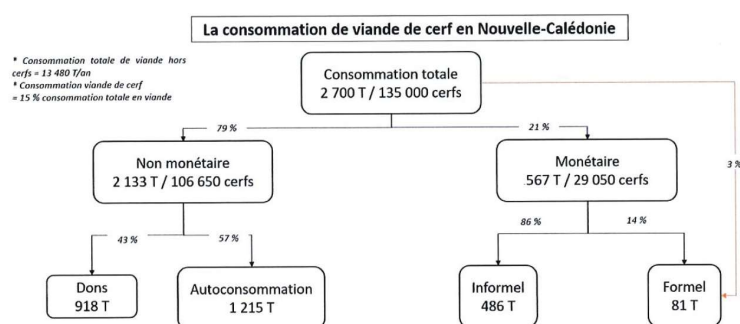 La consommation de viande de cerf en Nouvelle-Calédonie
* Consommation totale de viande hors
cerfs = 13 480 T/an
* Consommation viande de cerf
= 15 % consommation totale en viande
Consommation totale
2 700 T / 135 000 cerfs
79 %
21 %
Non monétaire
2 133 T / 106 650 cerfs
Monétaire
567 T / 29 050 cerfs
3 %
43 %
57 %
86 %
14 %
Dons
918 T
Autoconsommation
1 215 T
Informel
486 T
Formel
81 T